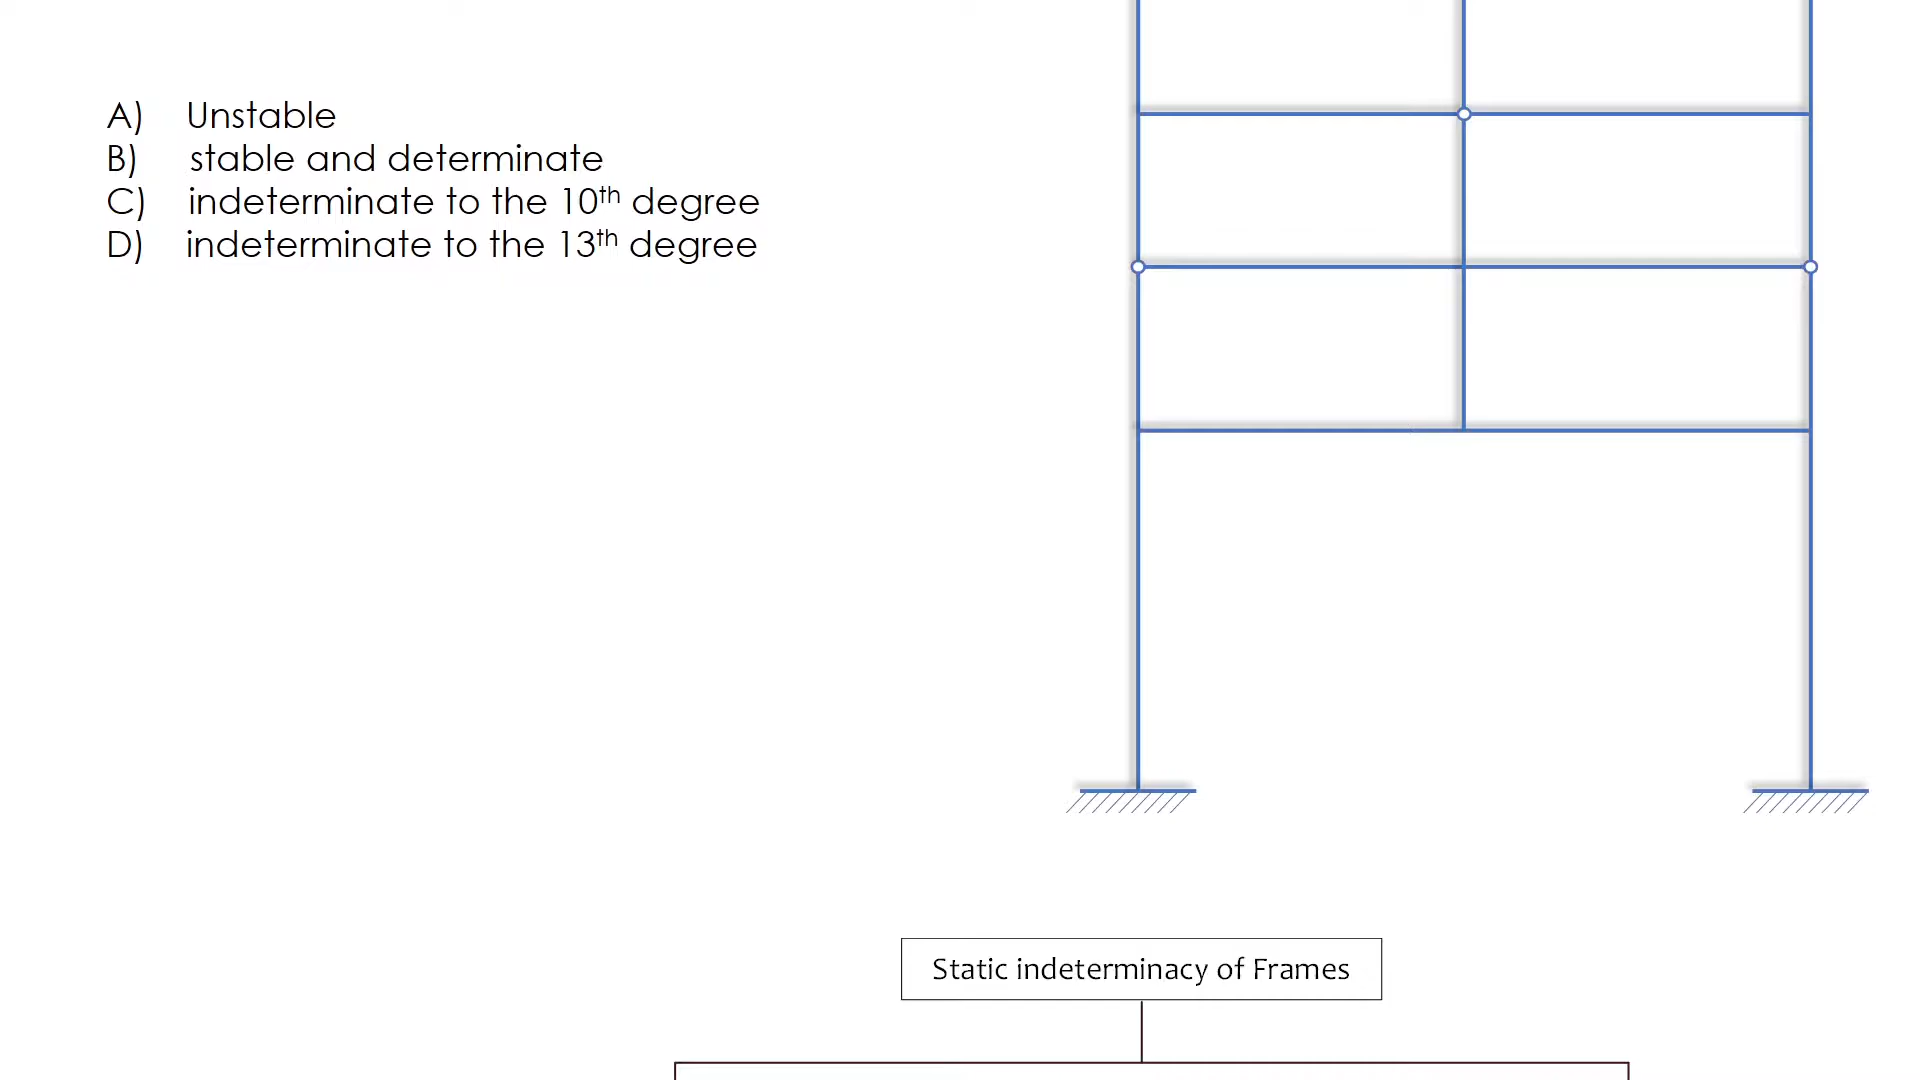 A) Unstable
B) stable and determinate
C) indeterminate to the 10th degree
D) indeterminate to the 13th degree
Static indeterminacy of Frames